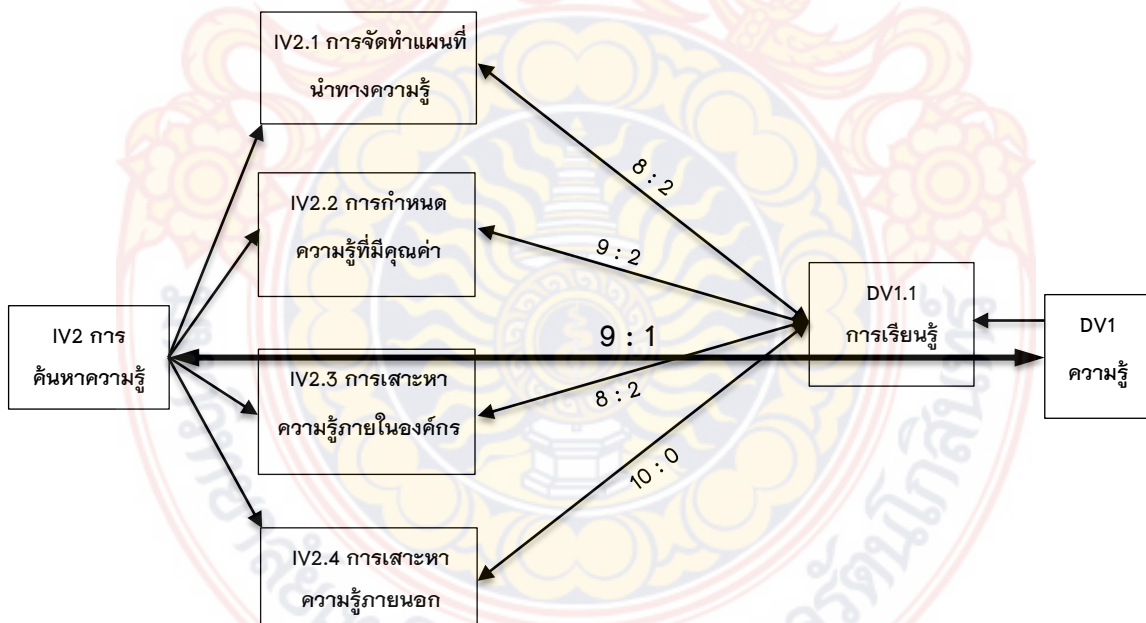 IV2.1 การจัดทำแผนที่
นำทางความรู้
8 : 2
IV2.2 การกำหนด
ความรู้ที่มีคุณค่า
9 : 2
DV1.1
การเรียนรู้
IV2 การ
ค้นหาความรู้
9 : 1
DV1
ความรู้
IV2.3 การเสาะหา
ความรู้ภายในองค์กร
8 : 2
10 : 0
IV2.4 การเสาะหา
ความรู้ภายนอก